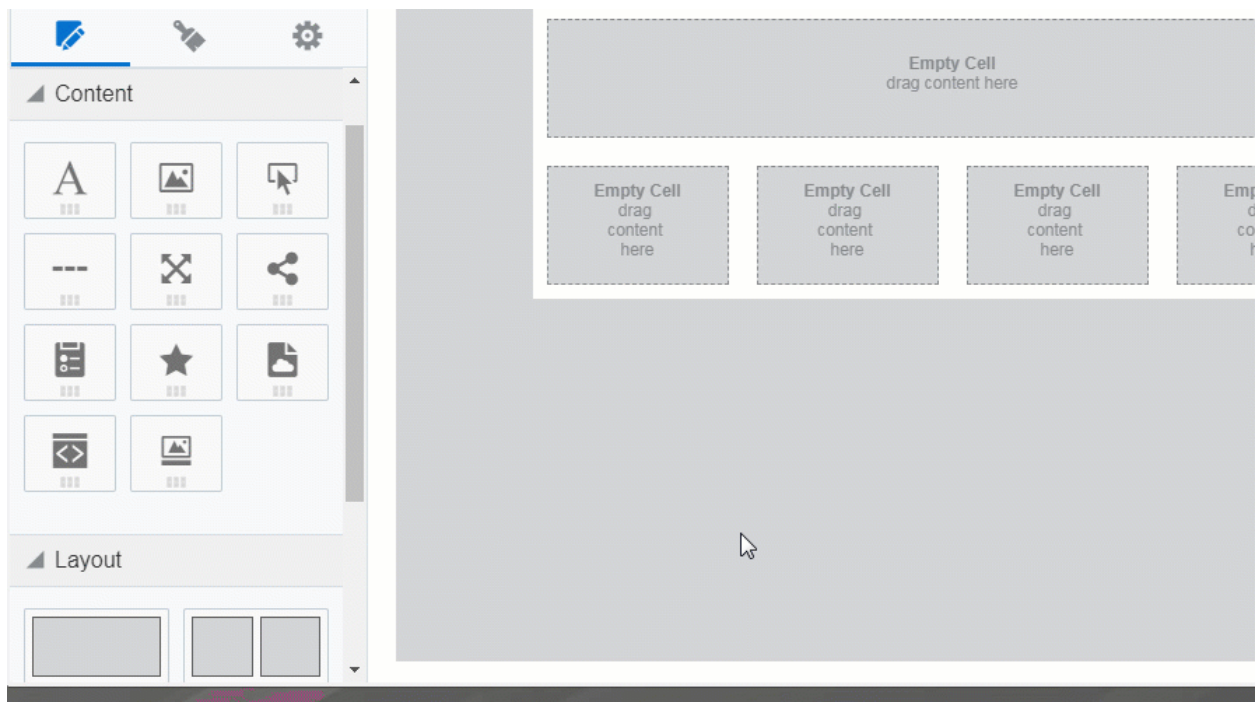 Content
A
Layout
Empty Cell
drag content here
Empty Cell
drag
content
here
Empty Cell
drag
content
here
Empty Cell
drag
content
here